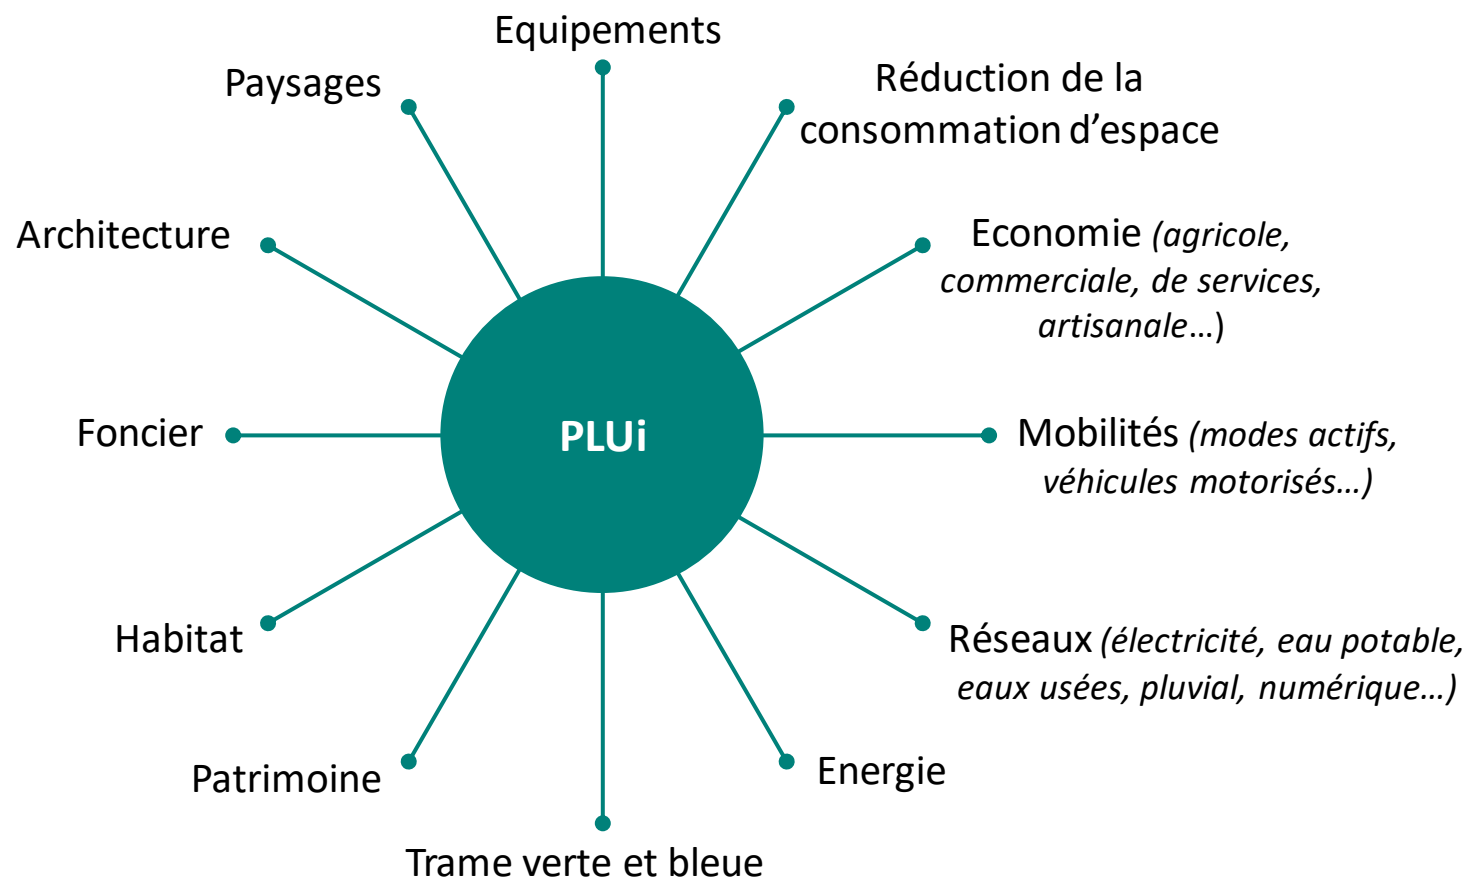 Equipements
Réduction de la
consommation d’espace
Economie (agricole,
commerciale, de services,
artisanale…)
Mobilités (modes actifs,
véhicules motorisés…)
Réseaux (électricité, eau potable,
eaux usées, pluvial, numérique…)
Energie
Trame verte et bleue
Patrimoine
Habitat
Foncier
Architecture
Paysages
PLUi